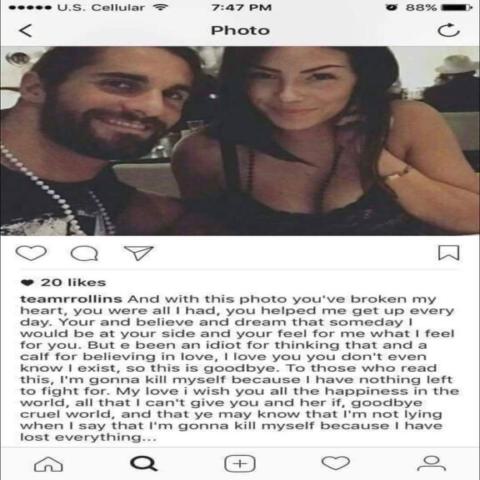 U.S. Cellular 7:47 PM 88%
Photo
20 likes
teamrrollins And with this photo you've broken my
heart, you were all I had, you helped me get up every
day. Your and believe and dream that someday I
would be at your side and your feel for me what I feel
for you. But e been an idiot for thinking that and a
calf for believing in love, I love you you don't even
know I exist, so this is goodbye. To those who read
this, I'm gonna kill myself because I have nothing left
to fight for. My love i wish you all the happiness in the
world, all that I can't give you and her if, goodbye
cruel world, and that ye may know that I'm not lying
when I say that I'm gonna kill myself because I have
lost everything...